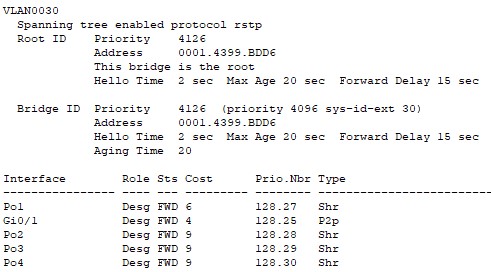 VLAN0030
  Spanning tree enabled protocol rstp
  Root ID    Priority    4126
             Address     0001.4399.BDD6
             This bridge is the root
             Hello Time  2 sec  Max Age 20 sec  Forward Delay 15 sec

  Bridge ID  Priority    4126  (priority 4096 sys-id-ext 30)
             Address     0001.4399.BDD6
             Hello Time  2 sec  Max Age 20 sec  Forward Delay 15 sec
             Aging Time  20

Interface        Role Sts Cost      Prio.Nbr Type
---------------- ---- --- --------- -------- --------------------------------
Po1              Desg FWD 6         128.27   Shr
Gi0/1            Desg FWD 4         128.25   P2p
Po2              Desg FWD 9         128.28   Shr
Po3              Desg FWD 9         128.29   Shr
Po4              Desg FWD 9         128.30   Shr